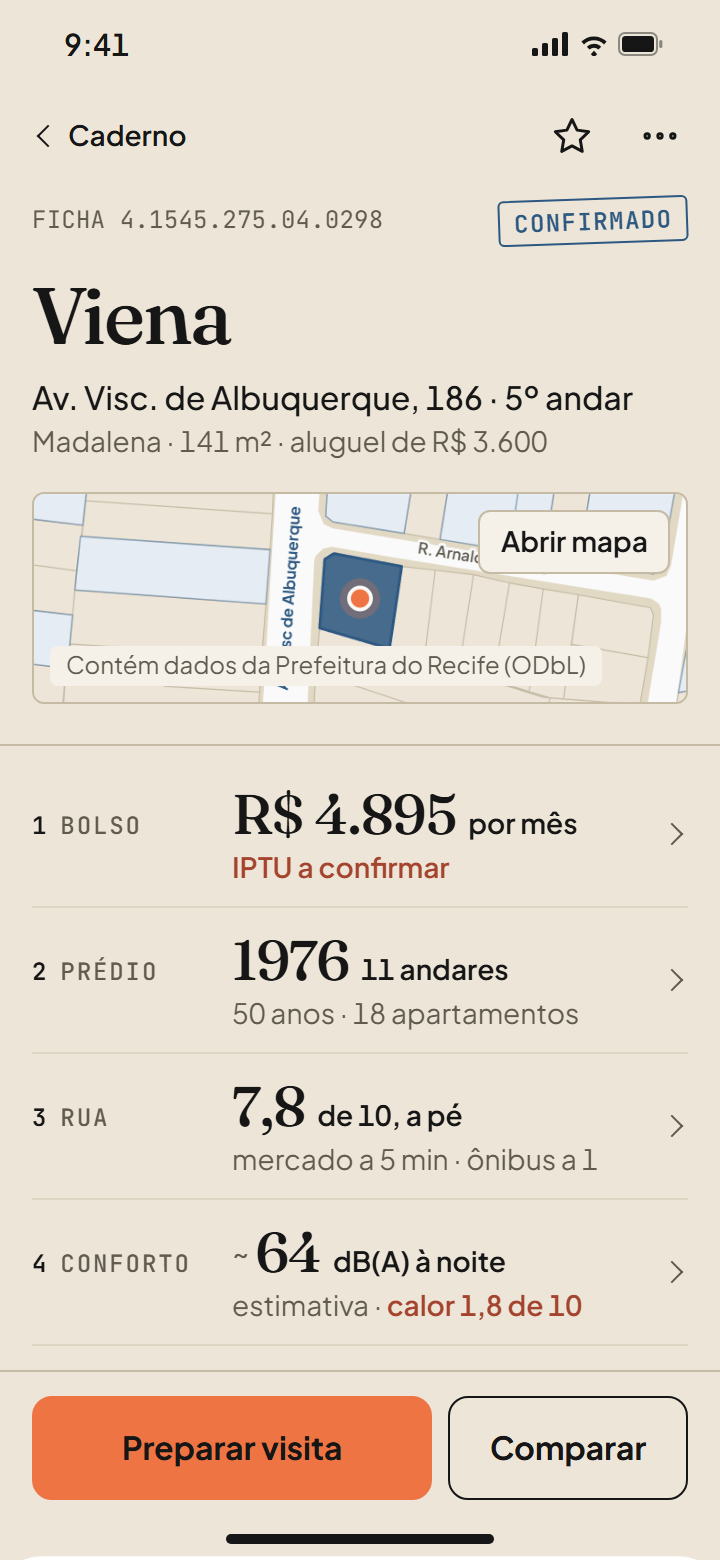 9:41
Caderno
FICHA 4.1545.275.04.0298
CONFIRMADO
Viena
Av. Visc. de Albuquerque, 186 · 5º andar
Madalena · 141 m² · aluguel de R$ 3.600
sc de Albuquerque
R. Arnal
Abrir mapa
Contém dados da Prefeitura do Recife (ODbL)
1 BOLSO
R$ 4.895 por mês
IPTU a confirmar
2 PRÉDIO
1976 11 andares
50 anos · 18 apartamentos
3 RUA
7,8 de 10, a pé
mercado a 5 min · ônibus a 1
4 CONFORTO
~ 64 dB(A) à noite
estimativa · calor 1,8 de 10
Preparar visita
Comparar